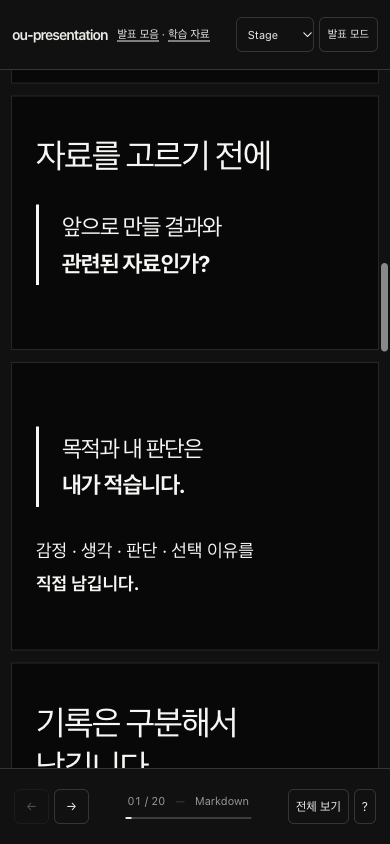 ou-presentation 발표 모음 · 학습 자료 Stage 발표 모드
자료를 고르기 전에
앞으로 만들 결과와
관련된 자료인가?
목적과 내 판단은
내가 적습니다.
감정 · 생각 · 판단 · 선택 이유를
직접 남깁니다.
기록은 구분해서
남깁니다
← → 01 / 20 — Markdown 전체 보기 ?